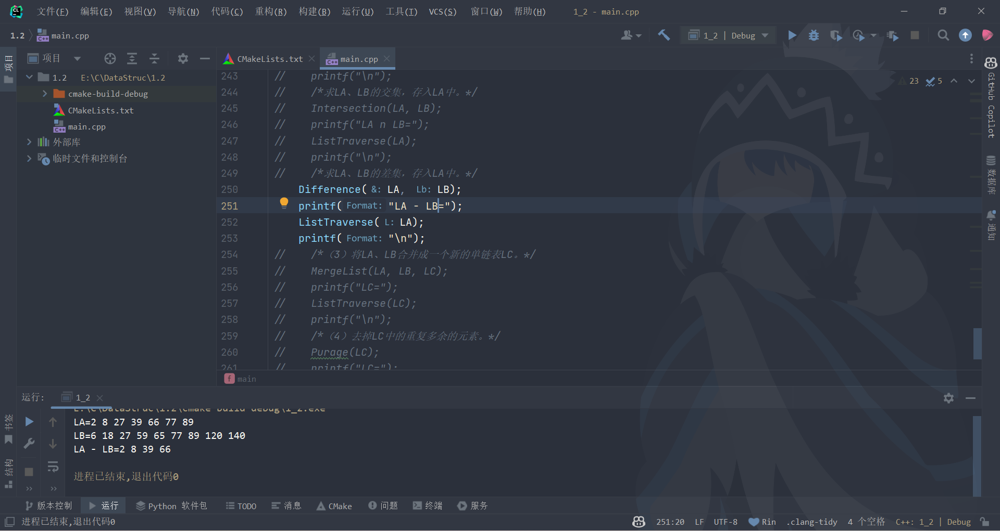 CL 文件(F) 编辑(E) 视图(V) 导航(N) 代码(C) 重构(R) 构建(B) 运行(U) 工具(T) VCS(S) 窗口(W) 帮助(H) 1_2 - main.cpp
1.2 main.cpp 1_2 | Debug
项目 CMakeLists.txt main.cpp
项目
1.2 E:\C\DataStruc\1.2
cmake-build-debug
CMakeLists.txt
main.cpp
外部库
临时文件和控制台
23 5
243 // printf("\n");
244 // /*求LA、LB的交集，存入LA中。*/
245 // Intersection(LA, LB);
246 // printf("LA n LB=");
247 // ListTraverse(LA);
248 // printf("\n");
249 // /*求LA、LB的差集，存入LA中。*/
250 Difference( &: LA, Lb: LB);
251 printf( Format: "LA - LB=");
252 ListTraverse( L: LA);
253 printf( Format: "\n");
254 // /*（3）将LA、LB合并成一个新的单链表LC。*/
255 // MergeList(LA, LB, LC);
256 // printf("LC=");
257 // ListTraverse(LC);
258 // printf("\n");
259 // /*（4）去掉LC中的重复多余的元素。*/
260 // Purage(LC);
261 // printf("LC=");
f main
GitHub Copilot
数据库
通知
运行: 1_2
E:\C\DataStruc\1.2\cmake-build-debug\1_2.exe
LA=2 8 27 39 66 77 89
LB=6 18 27 59 65 77 89 120 140
LA - LB=2 8 39 66
进程已结束,退出代码0
书签
结构
版本控制 运行 Python 软件包 TODO 消息 CMake 问题 终端 服务
进程已结束,退出代码0 251:20 LF UTF-8 Rin .clang-tidy 4 个空格 C++: 1_2 | Debug